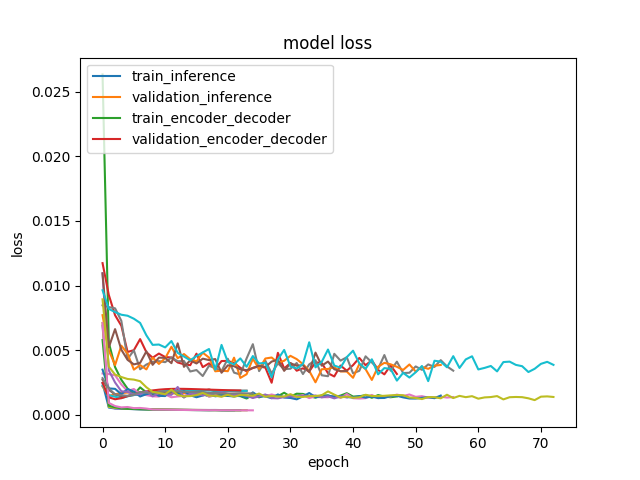 model loss
train_inference
validation_inference
train_encoder_decoder
validation_encoder_decoder
0.025
0.020
0.015
0.010
0.005
0.000
loss
0 10 20 30 40 50 60 70
epoch